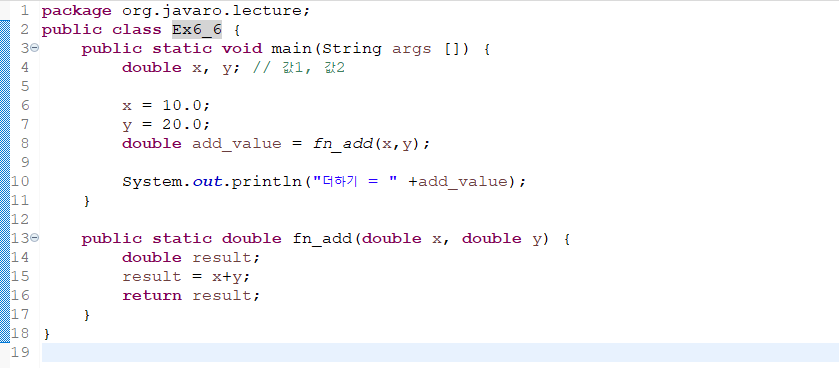 1 package org.javaro.lecture;
2 public class Ex6_6 {
3 public static void main(String args []) {
4 double x, y; // 값1, 값2
5
6 x = 10.0;
7 y = 20.0;
8 double add_value = fn_add(x,y);
9
10 System.out.println("더하기 = " +add_value);
11 }
12
13 public static double fn_add(double x, double y) {
14 double result;
15 result = x+y;
16 return result;
17 }
18 }
19